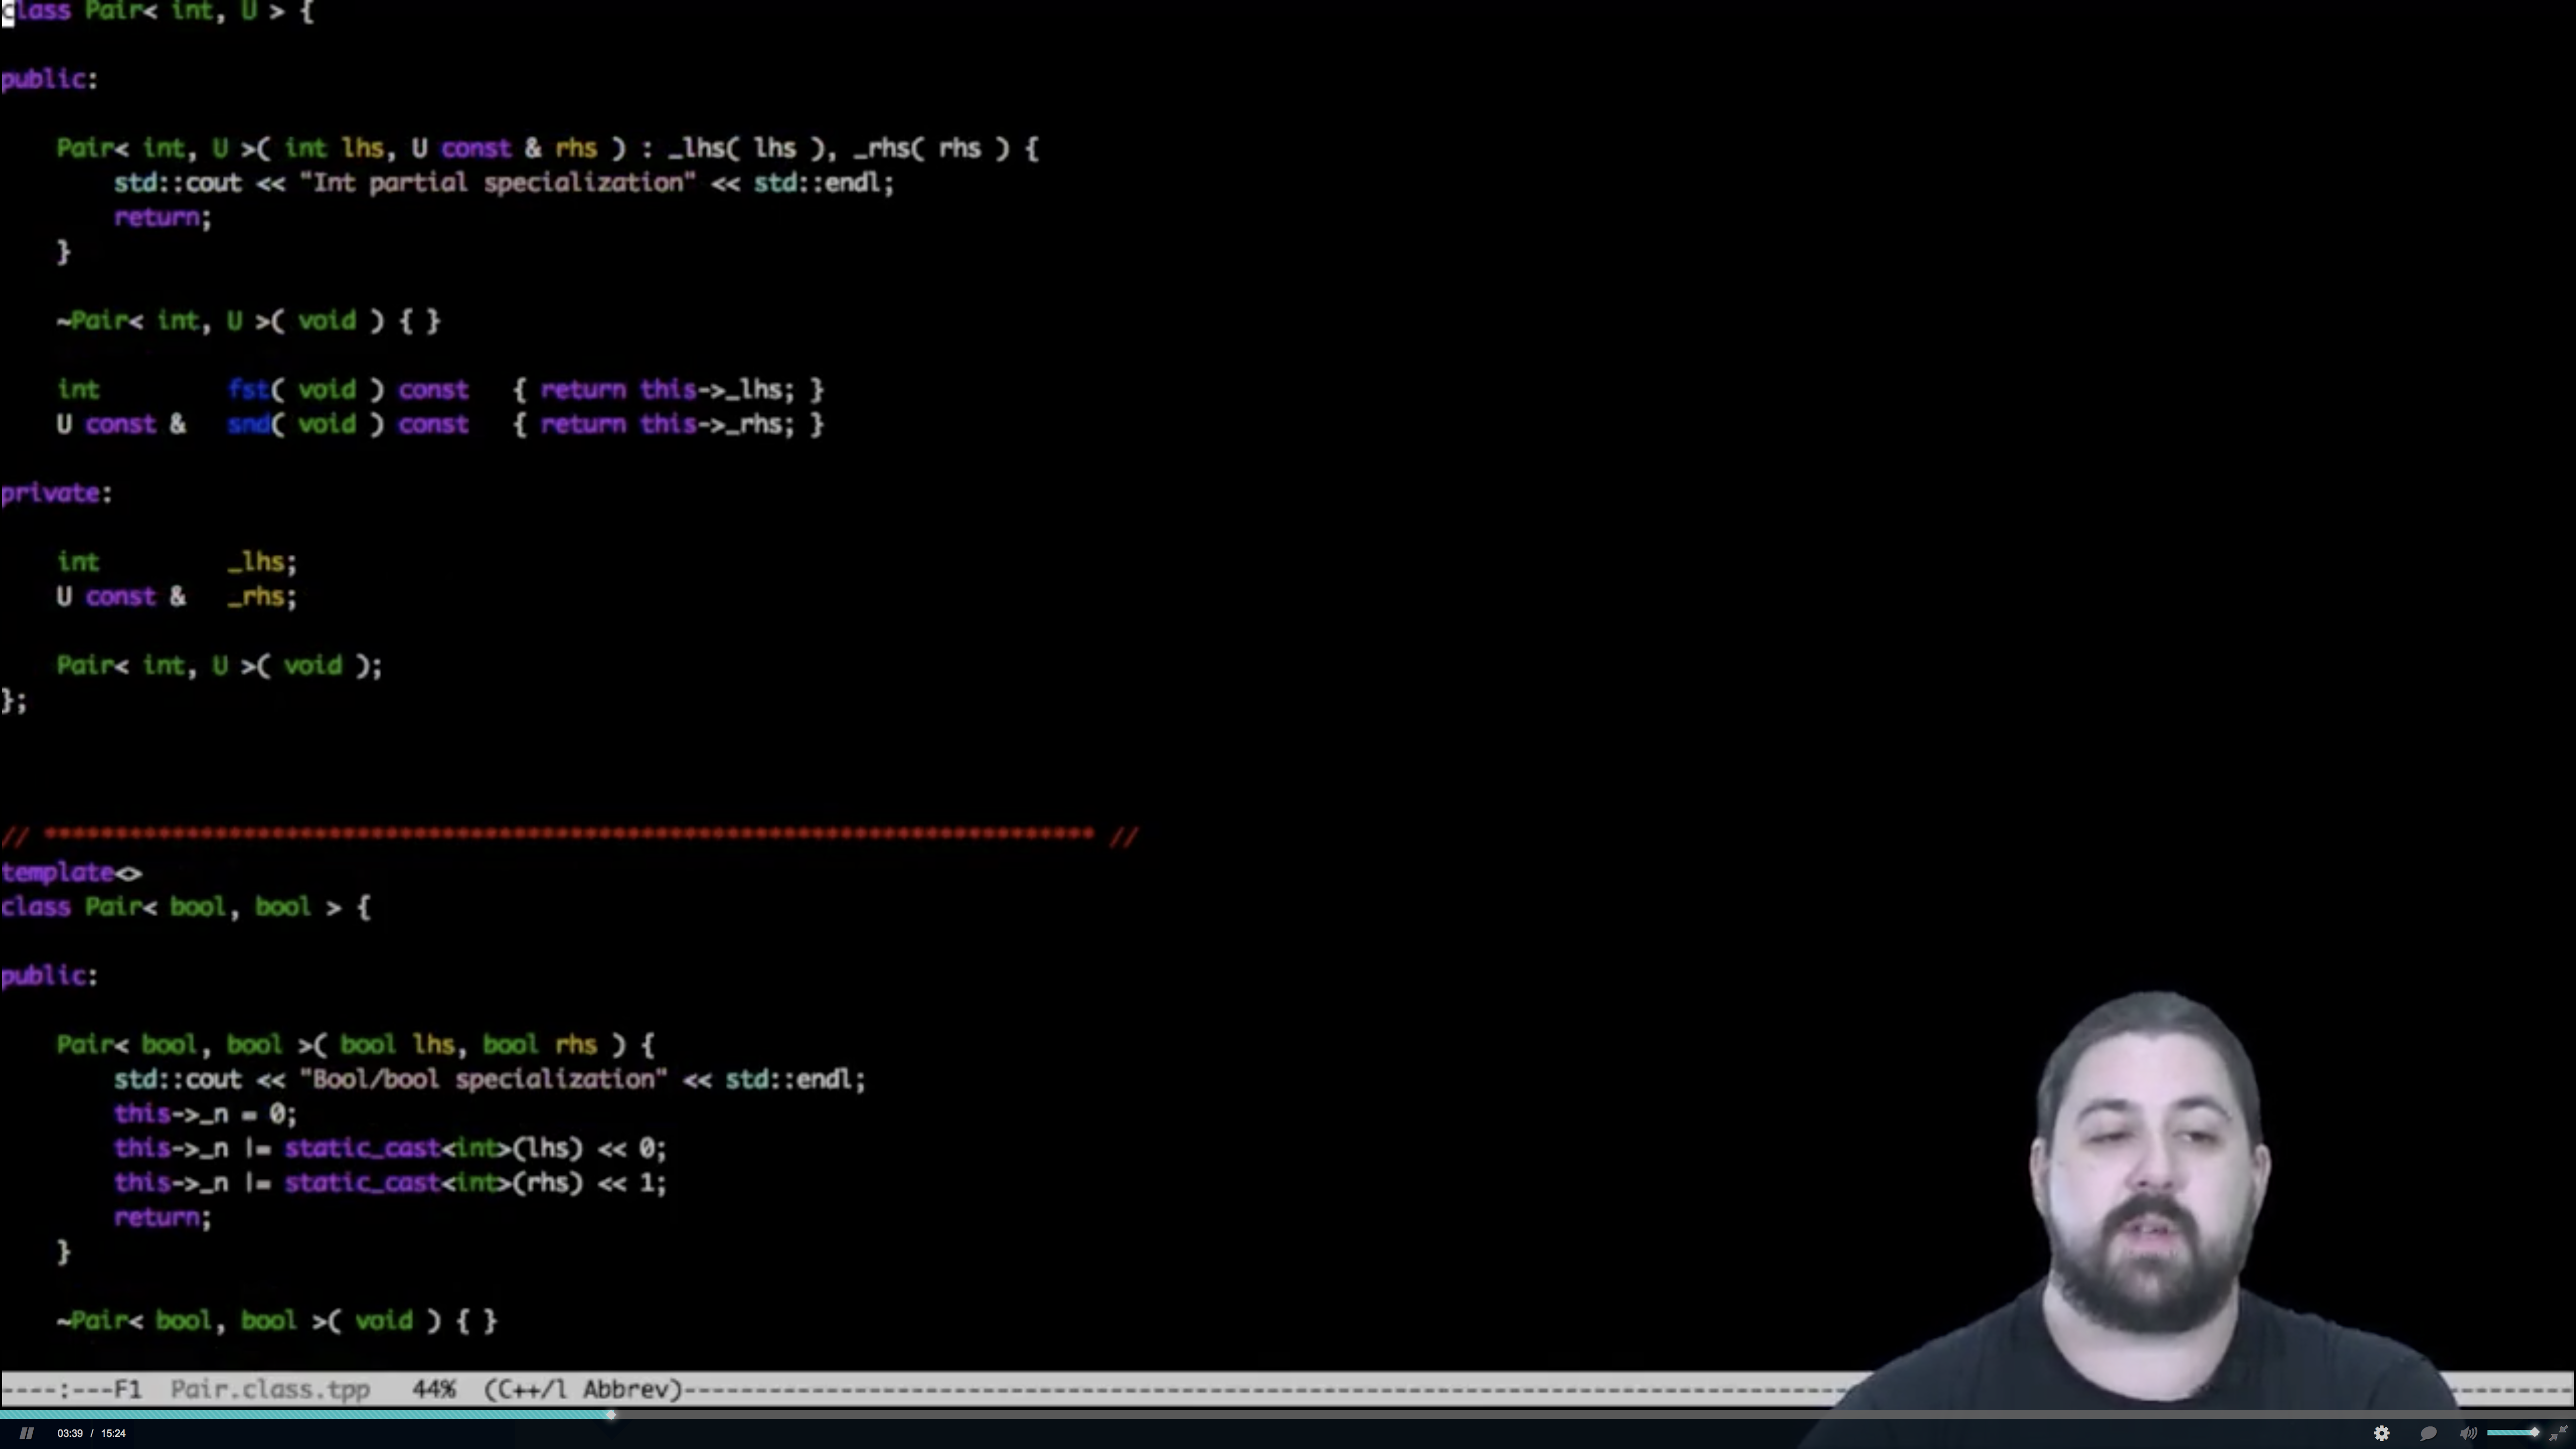 class Pair< int, U > {
public:
Pair< int, U >( int lhs, U const & rhs ) : _lhs( lhs ), _rhs( rhs ) {
std::cout << "Int partial specialization" << std::endl;
return;
}
~Pair< int, U >( void ) { }
int fst( void ) const { return this->_lhs; }
U const & snd( void ) const { return this->_rhs; }
private:
int _lhs;
U const & _rhs;
Pair< int, U >( void );
};
// ************************************************************************** //
template<>
class Pair< bool, bool > {
public:
Pair< bool, bool >( bool lhs, bool rhs ) {
std::cout << "Bool/bool specialization" << std::endl;
this->_n = 0;
this->_n |= static_cast<int>(lhs) << 0;
this->_n |= static_cast<int>(rhs) << 1;
return;
}
~Pair< bool, bool >( void ) { }
----:---F1 Pair.class.tpp 44% (C++/l Abbrev)----------
03:39 / 15:24